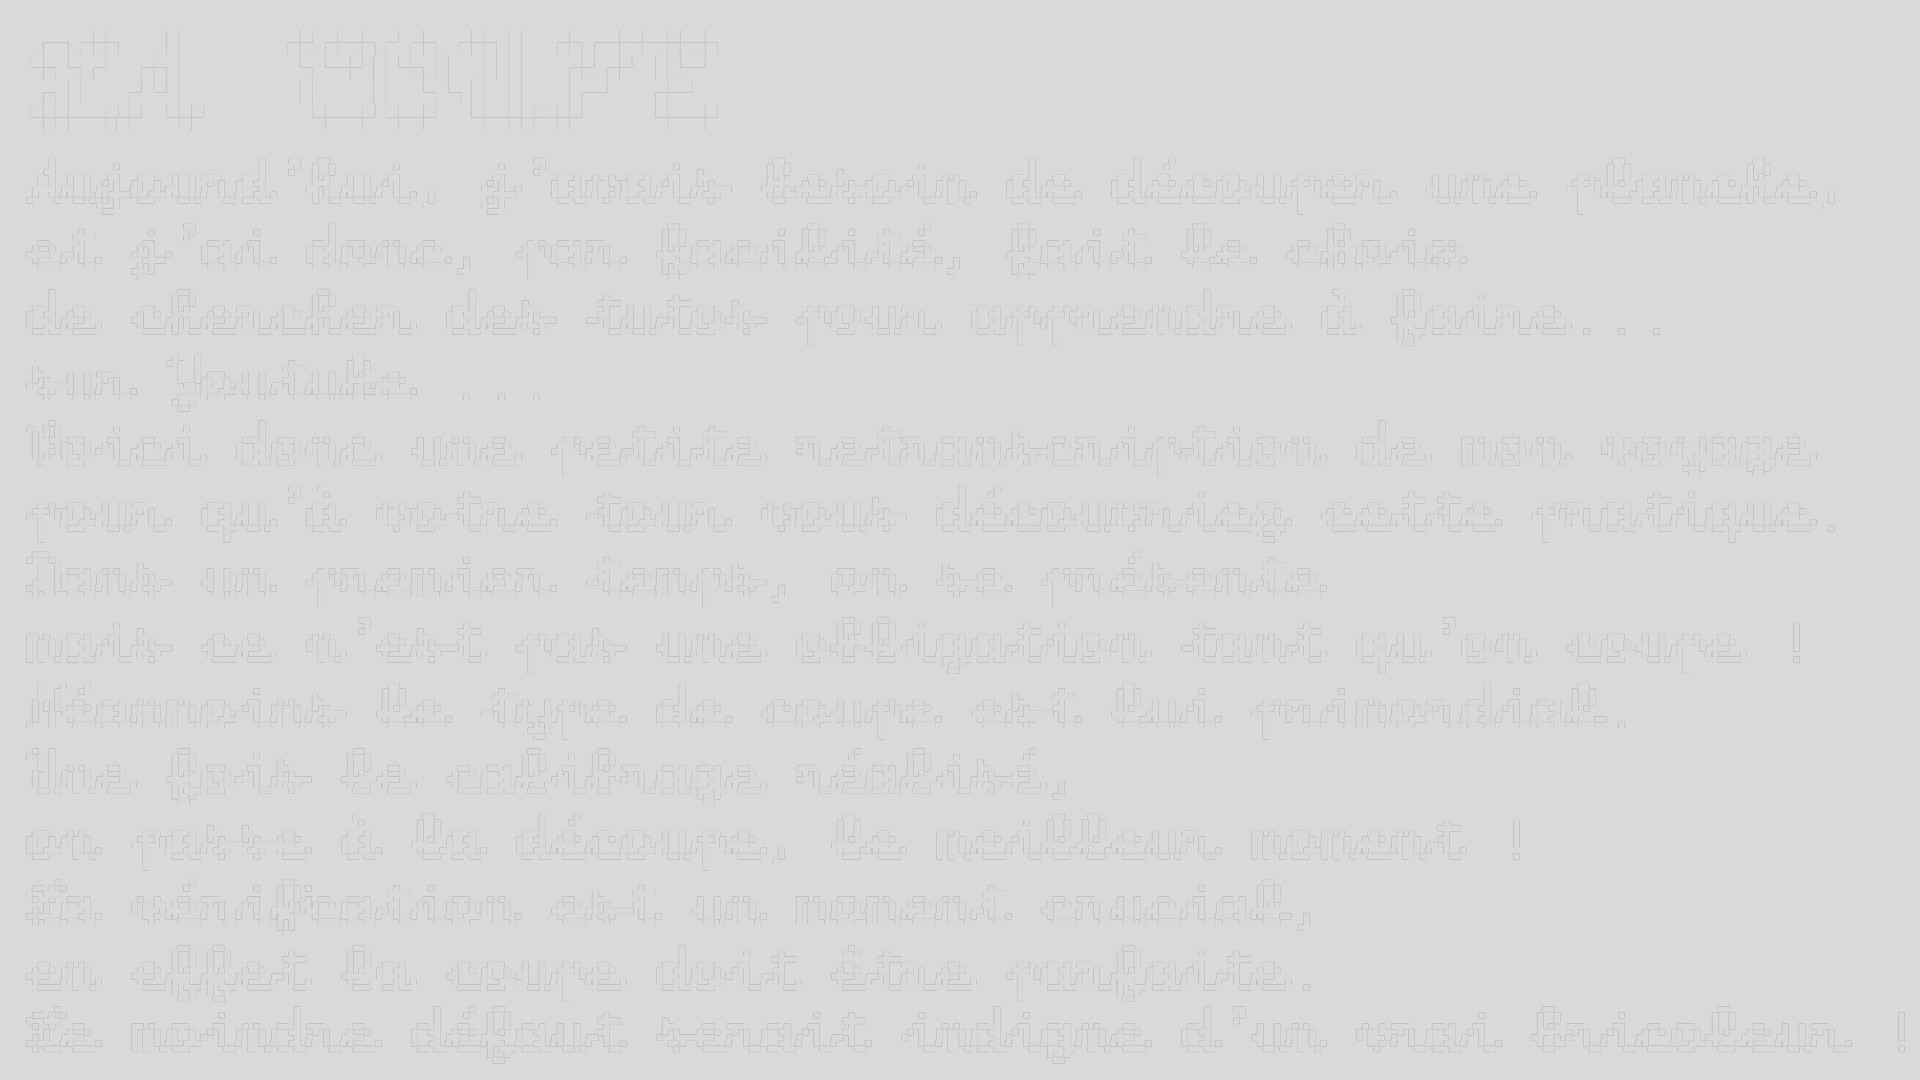 LA COUPE
Aujourd'hui, j'avais besoin de découper une planche,
et j'ai donc, par facilité, fait le choix
de chercher des tutos pour apprendre à faire...
sur Youtube ...
Voici donc une petite retranscription de mon voyage
pour qu'à votre tour vous découvriez cette pratique.
Dans un premier temps, on se présente
mais ce n'est pas une obligation tant qu'on coupe !
Néanmoins le type de coupe est lui primordial.
Une fois le calibrage réalisé,
on passe à la découpe, le meilleur moment !
La vérification est un moment crucial,
en effet la coupe doit être parfaite.
Le moindre défaut serait indigne d'un vrai bricoleur !